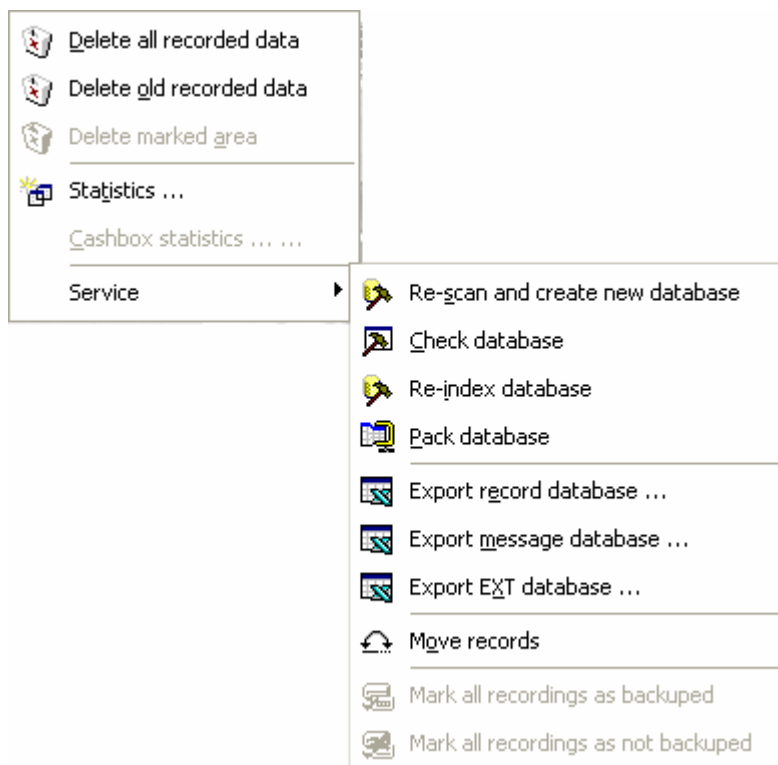 Delete all recorded data
Delete old recorded data
Delete marked area
Statistics ...
Cashbox statistics ... ...
Service
Re-scan and create new database
Check database
Re-index database
Pack database
Export record database ...
Export message database ...
Export EXT database ...
Move records
Mark all recordings as backuped
Mark all recordings as not backuped